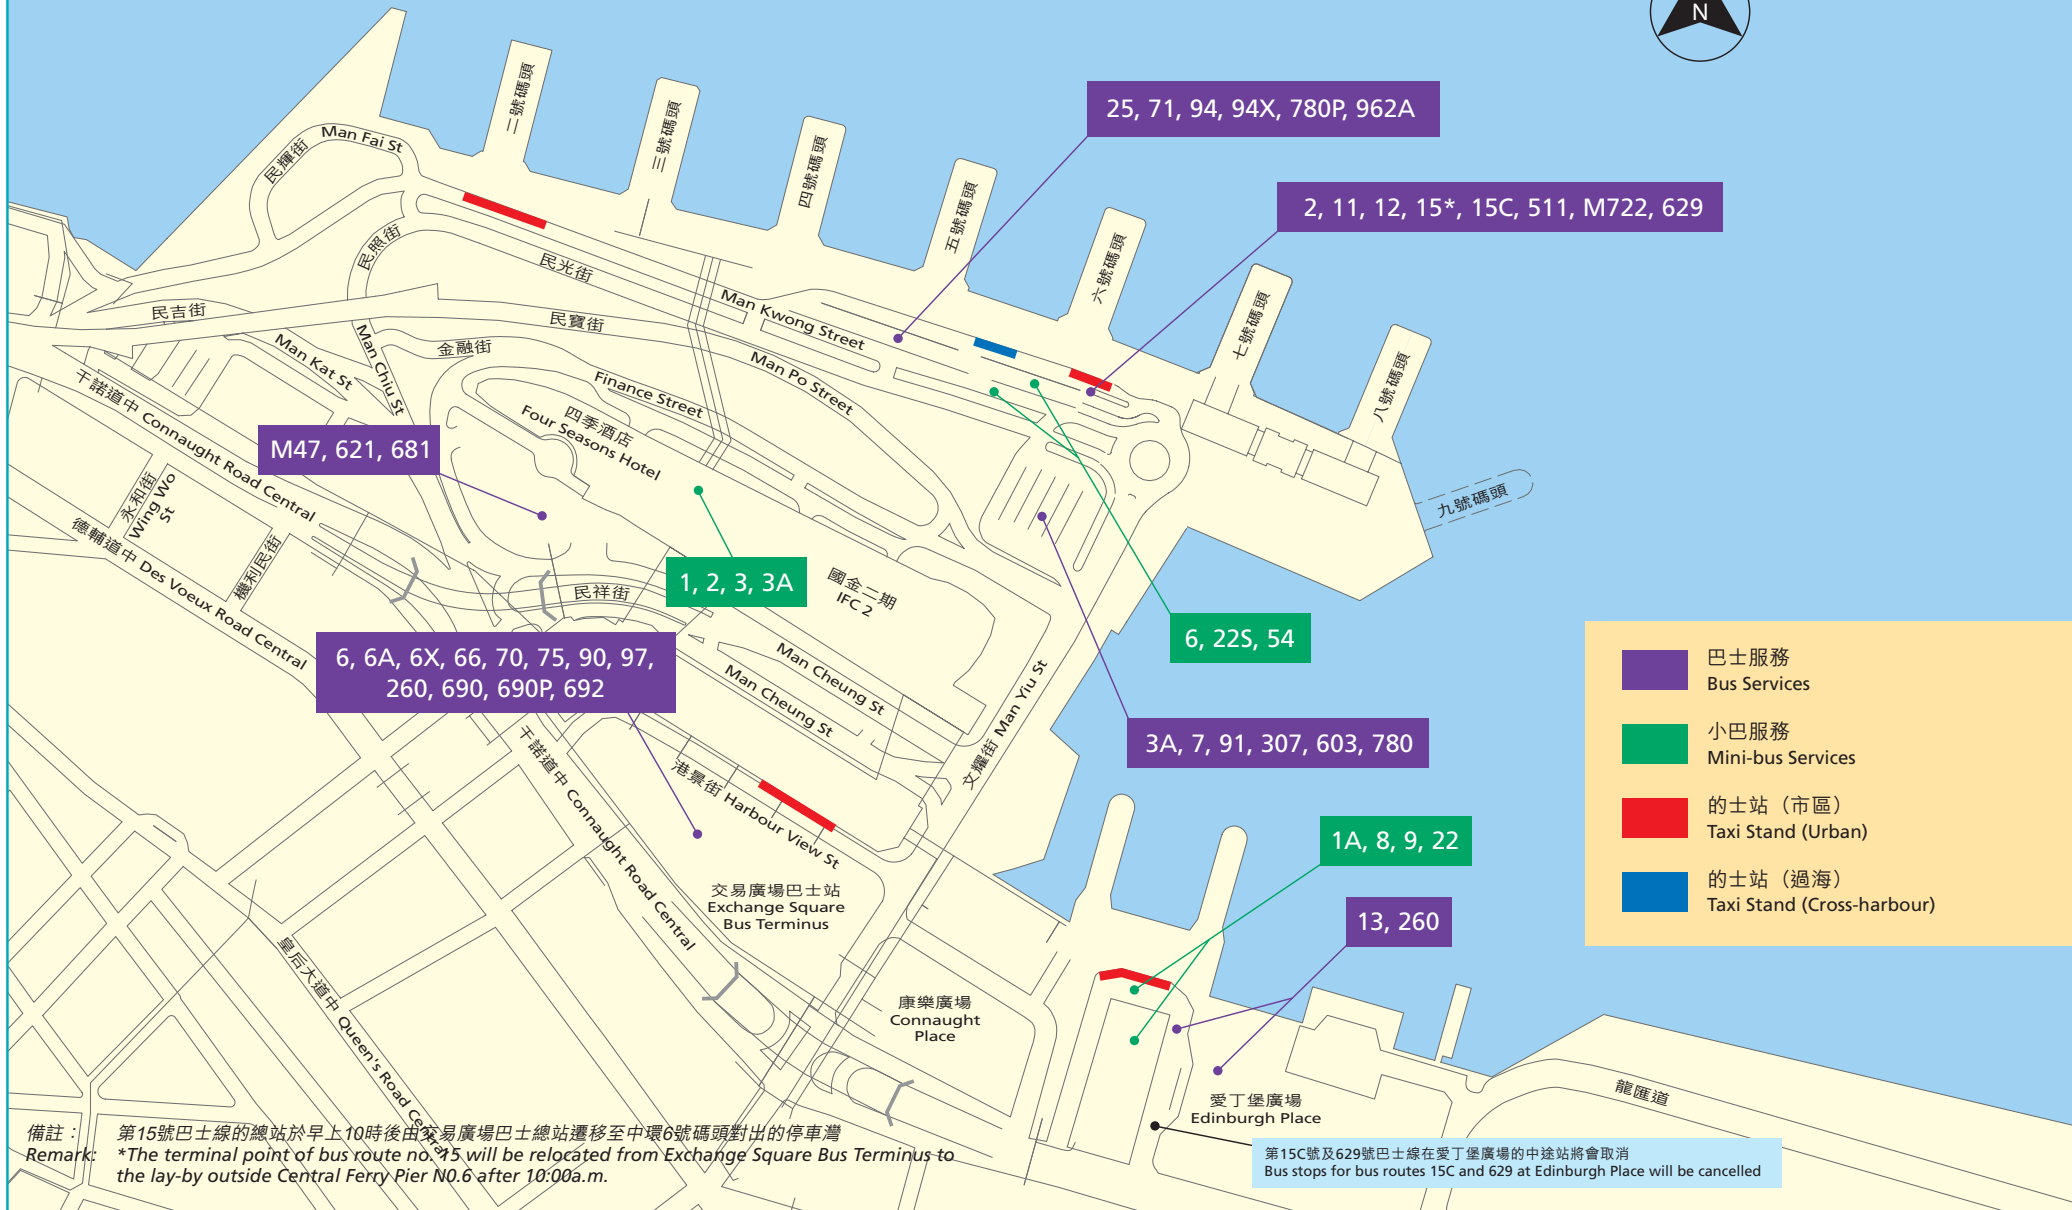 N
二號碼頭
三號碼頭
四號碼頭
五號碼頭
六號碼頭
七號碼頭
八號碼頭
九號碼頭
25, 71, 94, 94X, 780P, 962A
2, 11, 12, 15*, 15C, 511, M722, 629
Man Fai St
民輝街
民照街
民光街
Man Kwong Street
民吉街
民寶街
Man Kat St
Man Chiu St
金融街
Finance Street
Man Po Street
干諾道中 Connaught Road Central
四季酒店
Four Seasons Hotel
M47, 621, 681
永和街
Wing Wo
St
德輔道中 Des Voeux Road Central
機利民街
民祥街
1, 2, 3, 3A
國金二期
IFC 2
6, 22S, 54
6, 6A, 6X, 66, 70, 75, 90, 97,
260, 690, 690P, 692
Man Cheung St
Man Cheung St
文耀街 Man Yiu St
3A, 7, 91, 307, 603, 780
干諾道中 Connaught Road Central
港景街 Harbour View St
1A, 8, 9, 22
13, 260
交易廣場巴士站
Exchange Square
Bus Terminus
皇后大道中 Queen's Road Central
康樂廣場
Connaught
Place
愛丁堡廣場
Edinburgh Place
龍匯道
巴士服務
Bus Services
小巴服務
Mini-bus Services
的士站（市區）
Taxi Stand (Urban)
的士站（過海）
Taxi Stand (Cross-harbour)
備註： 第15號巴士線的總站於早上10時後由交易廣場巴士總站遷移至中環6號碼頭對出的停車灣
Remark: *The terminal point of bus route no. 15 will be relocated from Exchange Square Bus Terminus to
the lay-by outside Central Ferry Pier N0.6 after 10:00a.m.
第15C號及629號巴士線在愛丁堡廣場的中途站將會取消
Bus stops for bus routes 15C and 629 at Edinburgh Place will be cancelled